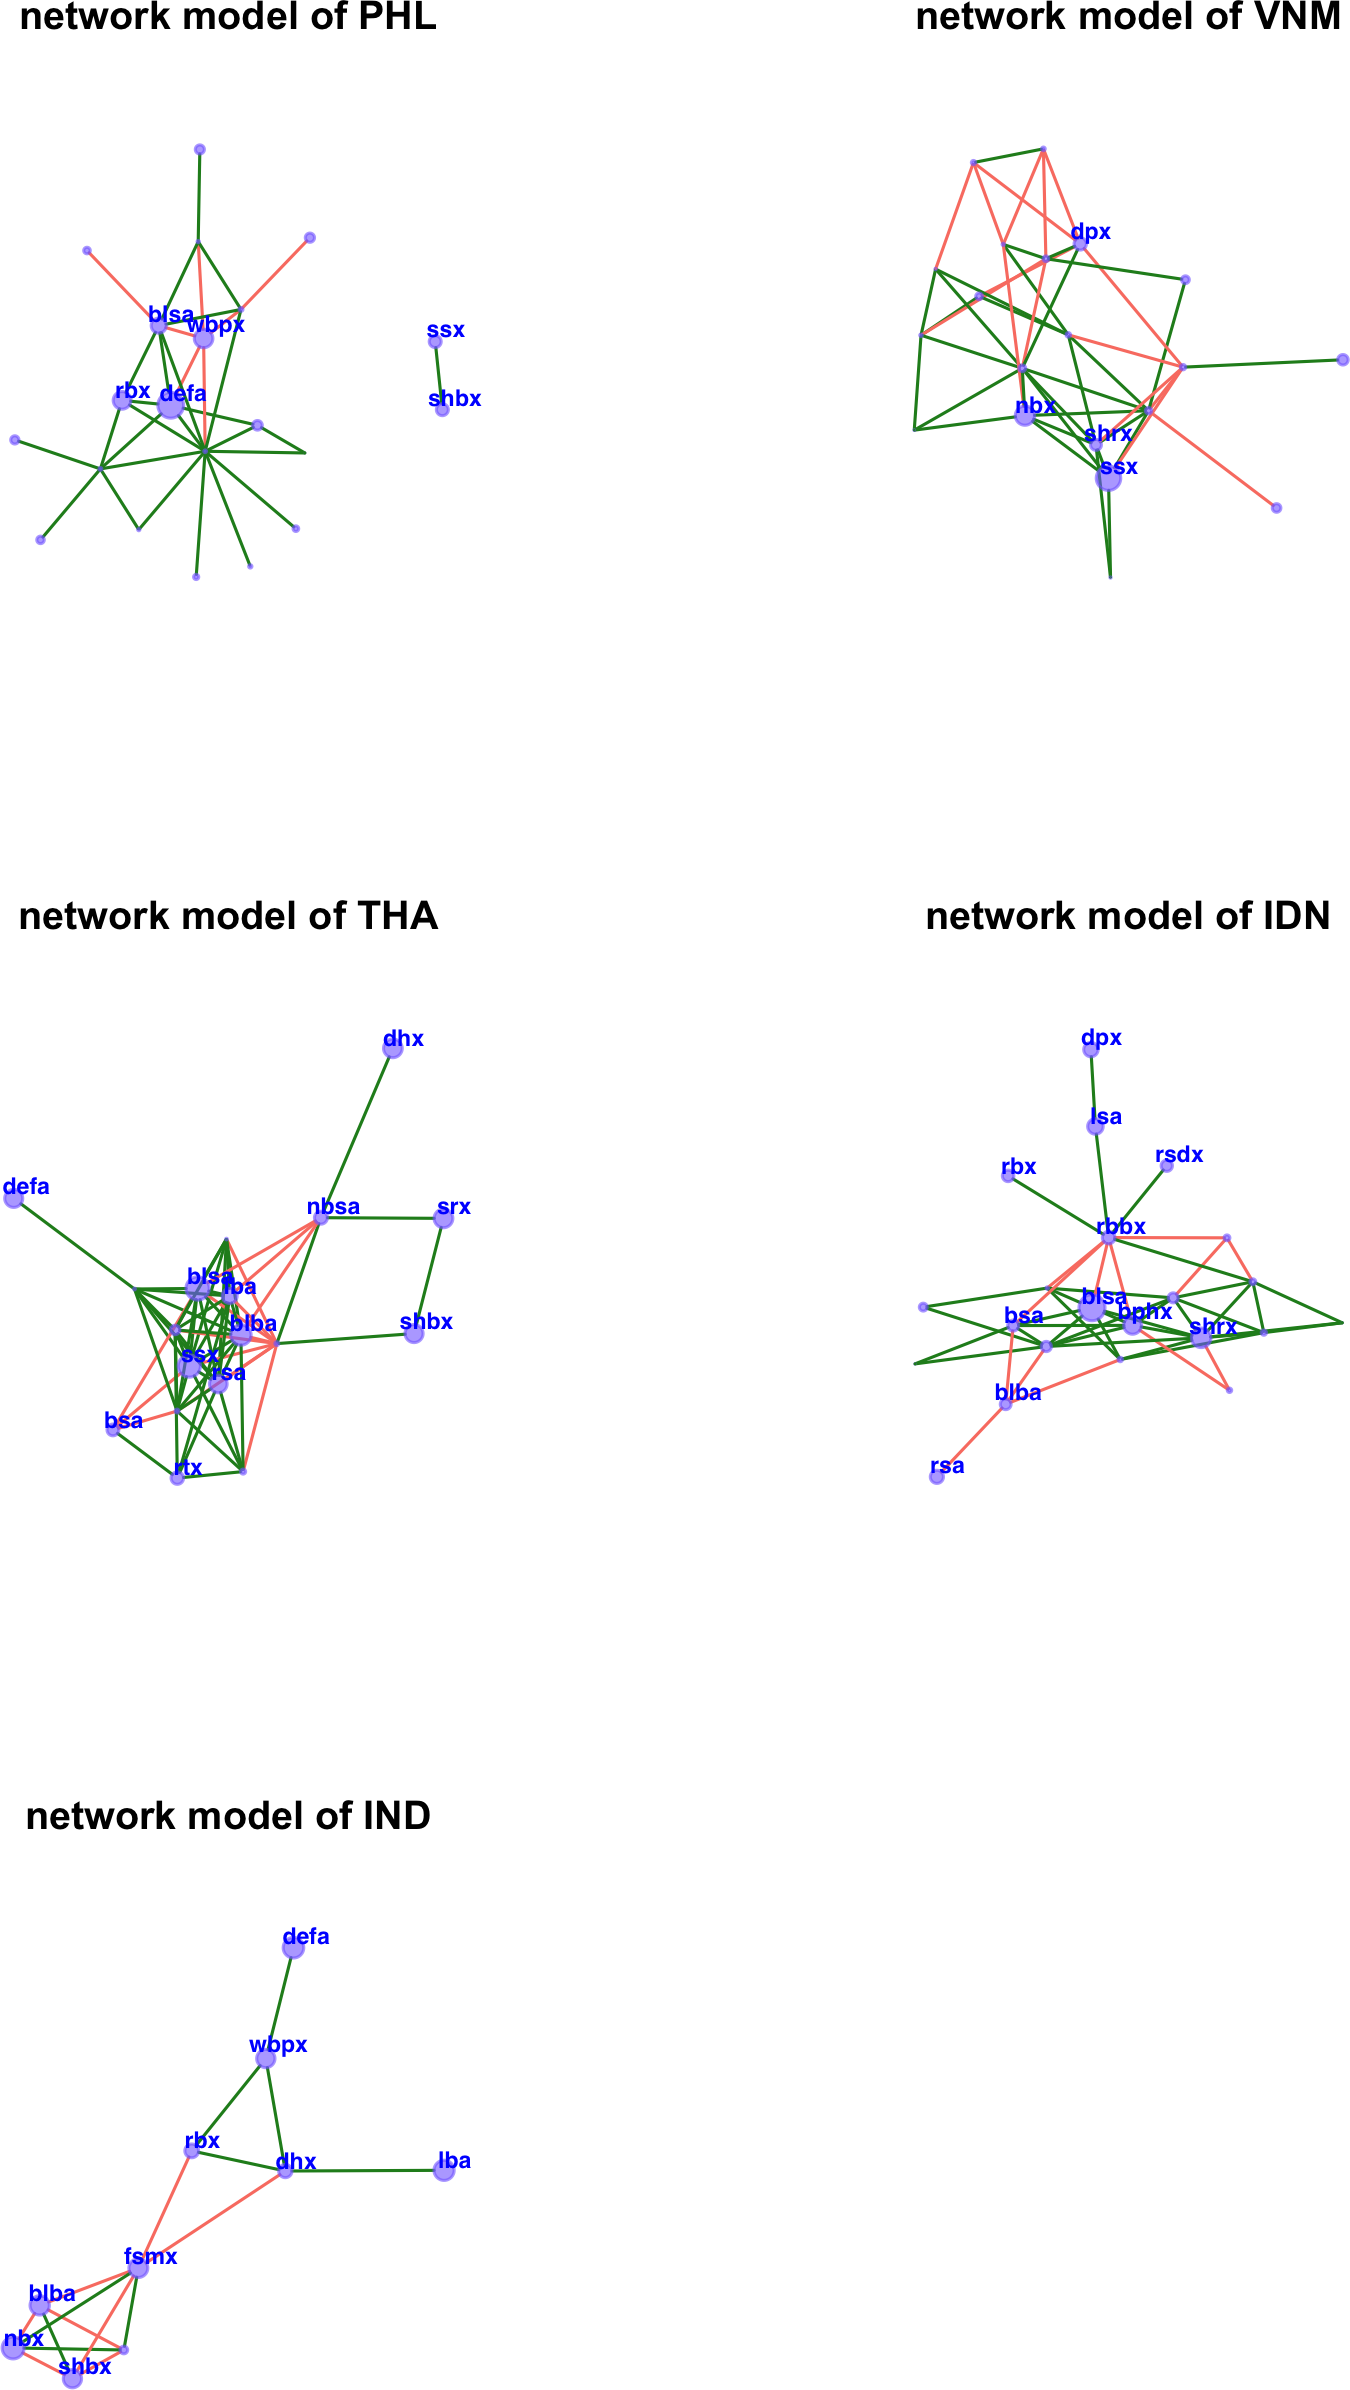 network model of PHL
blsa
wbpx
rbx
defa
ssx
shbx
network model of VNM
dpx
nbx
shrx
ssx
network model of THA
dhx
defa
nbsa
srx
blsa
lba
blba
shbx
ssx
rsa
bsa
rtx
network model of IDN
dpx
lsa
rsdx
rbx
rbbx
blsa
bsa
bphx
shrx
blba
rsa
network model of IND
defa
wbpx
rbx
dhx
lba
fsmx
blba
nbx
shbx